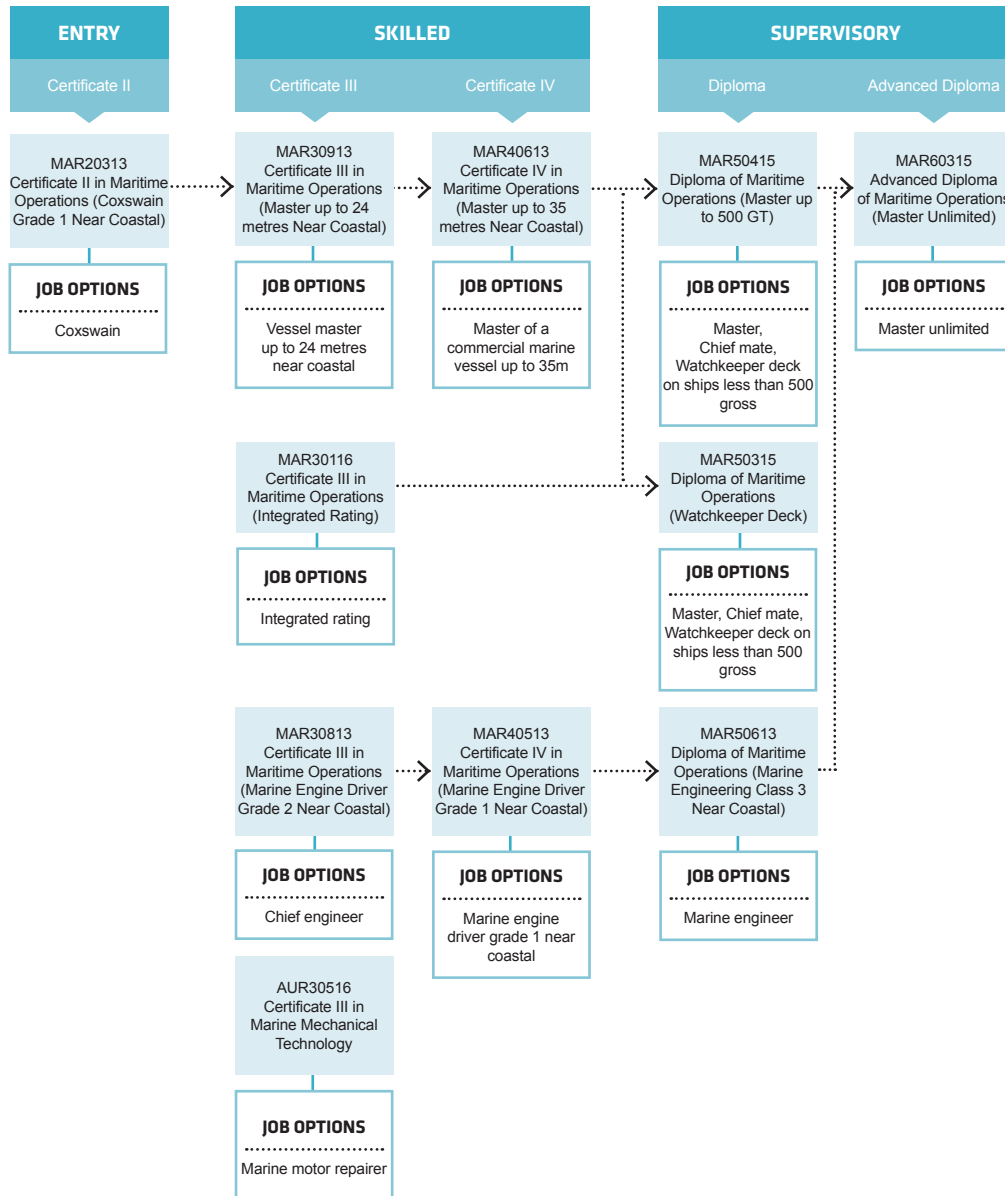 ENTRY
SKILLED
SUPERVISORY
Certificate II
Certificate III
Certificate IV
Diploma
Advanced Diploma
MAR20313
Certificate II in Maritime
Operations (Coxswain
Grade 1 Near Coastal)
MAR30913
Certificate III in
Maritime Operations
(Master up to 24
metres Near Coastal)
MAR40613
Certificate IV in
Maritime Operations
(Master up to 35
metres Near Coastal)
MAR50415
Diploma of Maritime
Operations (Master up
to 500 GT)
MAR60315
Advanced Diploma
of Maritime Operations
(Master Unlimited)
JOB OPTIONS
Coxswain
JOB OPTIONS
Vessel master
up to 24 metres
near coastal
JOB OPTIONS
Master of a
commercial marine
vessel up to 35m
JOB OPTIONS
Master,
Chief mate,
Watchkeeper deck
on ships less than 500
gross
JOB OPTIONS
Master unlimited
MAR30116
Certificate III in
Maritime Operations
(Integrated Rating)
MAR50315
Diploma of Maritime
Operations
(Watchkeeper Deck)
JOB OPTIONS
Integrated rating
JOB OPTIONS
Master, Chief mate,
Watchkeeper deck on
ships less than 500
gross
MAR30813
Certificate III in
Maritime Operations
(Marine Engine Driver
Grade 2 Near Coastal)
MAR40513
Certificate IV in
Maritime Operations
(Marine Engine Driver
Grade 1 Near Coastal)
MAR50613
Diploma of Maritime
Operations (Marine
Engineering Class 3
Near Coastal)
JOB OPTIONS
Chief engineer
JOB OPTIONS
Marine engine
driver grade 1 near
coastal
JOB OPTIONS
Marine engineer
AUR30516
Certificate III in
Marine Mechanical
Technology
JOB OPTIONS
Marine motor repairer